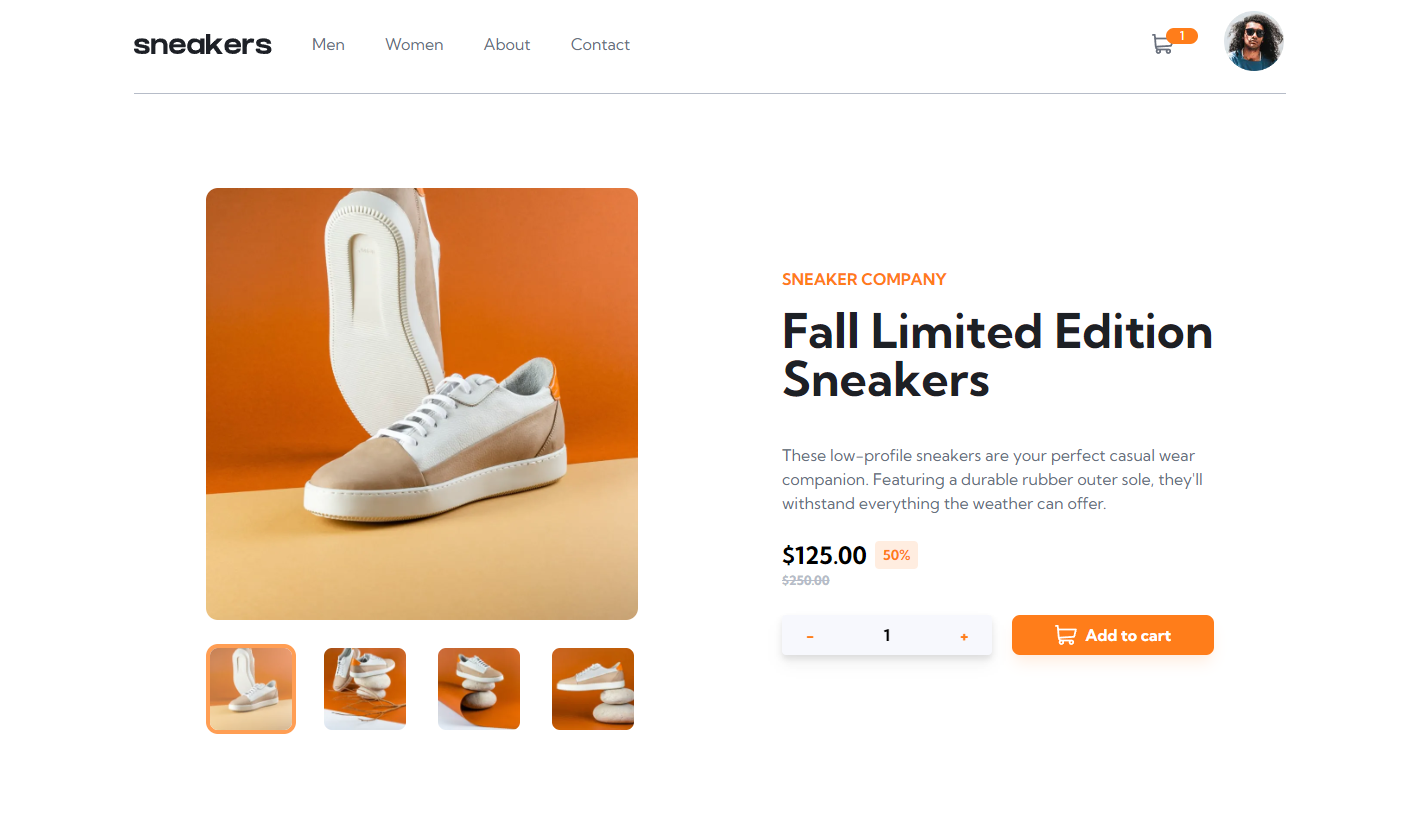 sneakers Men Women About Contact 1
SNEAKER COMPANY
Fall Limited Edition
Sneakers
These low-profile sneakers are your perfect casual wear
companion. Featuring a durable rubber outer sole, they'll
withstand everything the weather can offer.
$125.00 50%
$250.00
- 1 + Add to cart